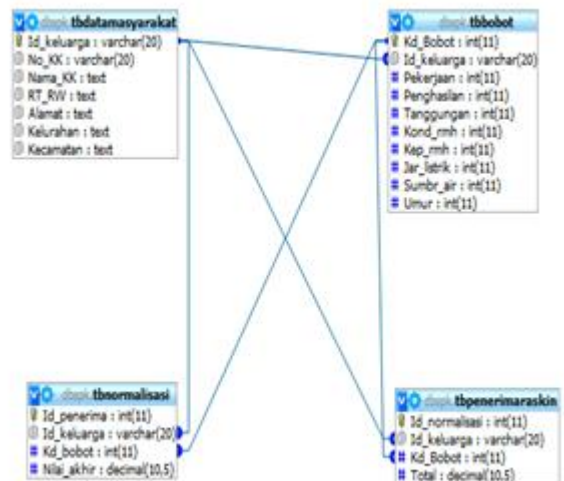 dbspk tbdatamasyarakat
Id_keluarga : varchar(20)
No_KK : varchar(20)
Nama_KK : text
RT_RW : text
Alamat : text
Kelurahan : text
Kecamatan : text
dbspk tbbobot
Kd_Bobot : int(11)
Id_keluarga : varchar(20)
Pekerjaan : int(11)
Penghasilan : int(11)
Tanggungan : int(11)
Kond_rmh : int(11)
Kep_rmh : int(11)
Jar_listrik : int(11)
Sumbr_air : int(11)
Umur : int(11)
dbspk tbnormalisasi
Id_penerima : int(11)
Id_keluarga : varchar(20)
Kd_bobot : int(11)
Nilai_akhir : decimal(10,5)
dbspk tbpenerimaraskin
Id_normalisasi : int(11)
Id_keluarga : varchar(20)
Kd_Bobot : int(11)
Total : decimal(10,5)